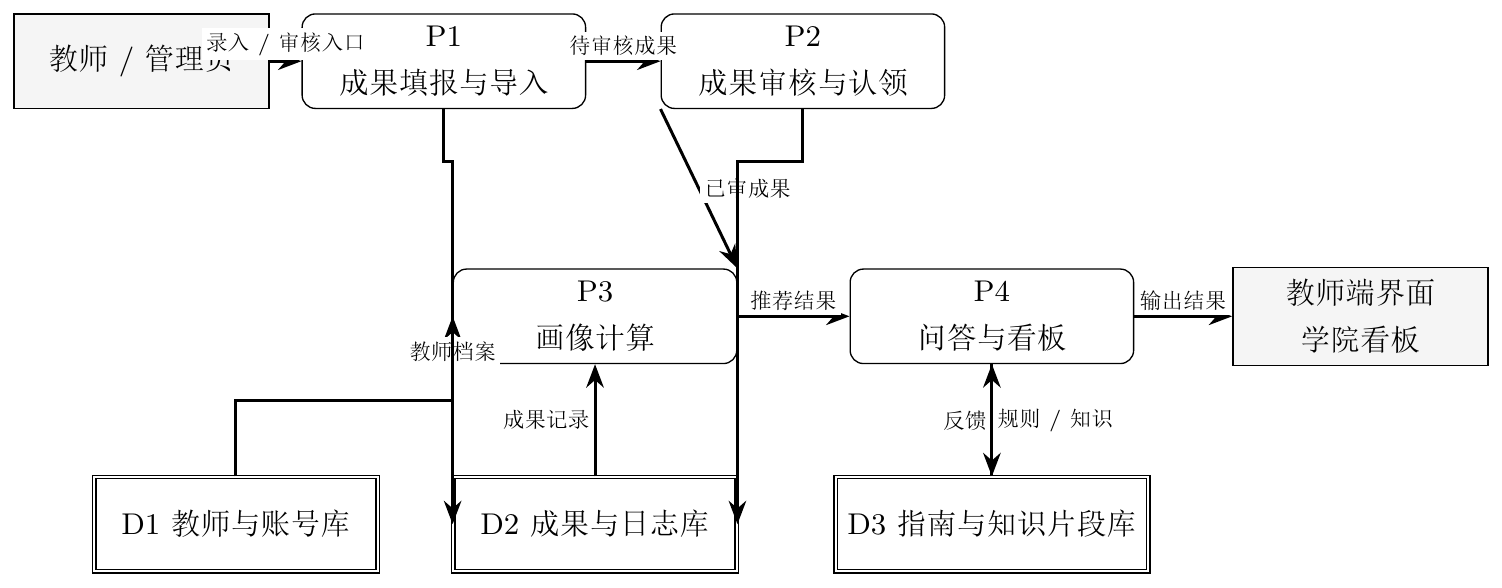 教师 / 管理员
录入 / 审核入口
P1
成果填报与导入
待审核成果
P2
成果审核与认领
已审成果
P3
画像计算
推荐结果
P4
问答与看板
输出结果
教师端界面
学院看板
教师档案
成果记录
反馈
规则 / 知识
D1 教师与账号库
D2 成果与日志库
D3 指南与知识片段库